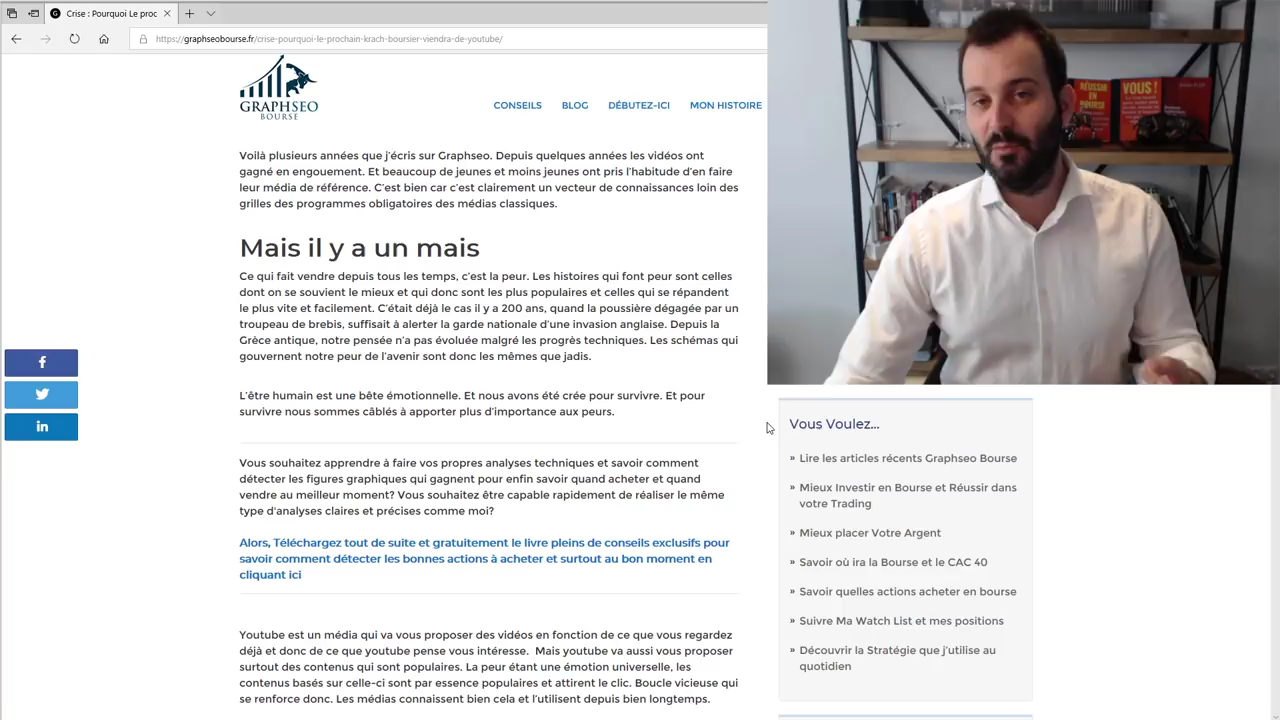 Crise : Pourquoi Le proc
https://graphseobourse.fr/crise-pourquoi-le-prochain-krach-boursier-viendra-de-youtube/
GRAPHSEO
BOURSE
CONSEILS
BLOG
DÉBUTEZ-ICI
MON HISTOIRE
Voilà plusieurs années que j'écris sur Graphseo. Depuis quelques années les vidéos ont
gagné en engouement. Et beaucoup de jeunes et moins jeunes ont pris l'habitude d'en faire
leur média de référence. C'est bien car c'est clairement un vecteur de connaissances loin des
grilles des programmes obligatoires des médias classiques.
Mais il y a un mais
Ce qui fait vendre depuis tous les temps, c'est la peur. Les histoires qui font peur sont celles
dont on se souvient le mieux et qui donc sont les plus populaires et celles qui se répandent
le plus vite et facilement. C'était déjà le cas il y a 200 ans, quand la poussière dégagée par un
troupeau de brebis, suffisait à alerter la garde nationale d'une invasion anglaise. Depuis la
Grèce antique, notre pensée n'a pas évoluée malgré les progrès techniques. Les schémas qui
gouvernent notre peur de l'avenir sont donc les mêmes que jadis.
L'être humain est une bête émotionnelle. Et nous avons été crée pour survivre. Et pour
survivre nous sommes câblés à apporter plus d'importance aux peurs.
Vous souhaitez apprendre à faire vos propres analyses techniques et savoir comment
détecter les figures graphiques qui gagnent pour enfin savoir quand acheter et quand
vendre au meilleur moment? Vous souhaitez être capable rapidement de réaliser le même
type d'analyses claires et précises comme moi?
Alors, Téléchargez tout de suite et gratuitement le livre pleins de conseils exclusifs pour
savoir comment détecter les bonnes actions à acheter et surtout au bon moment en
cliquant ici
Youtube est un média qui va vous proposer des vidéos en fonction de ce que vous regardez
déjà et donc de ce que youtube pense vous intéresse.  Mais youtube va aussi vous proposer
surtout des contenus qui sont populaires. La peur étant une émotion universelle, les
contenus basés sur celle-ci sont par essence populaires et attirent le clic. Boucle vicieuse qui
se renforce donc. Les médias connaissent bien cela et l'utilisent depuis bien longtemps.
RÉUSSIR
EN
BOURSE
VOUS!
Vous Voulez...
» Lire les articles récents Graphseo Bourse
» Mieux Investir en Bourse et Réussir dans
votre Trading
» Mieux placer Votre Argent
» Savoir où ira la Bourse et le CAC 40
» Savoir quelles actions acheter en bourse
» Suivre Ma Watch List et mes positions
» Découvrir la Stratégie que j'utilise au
quotidien